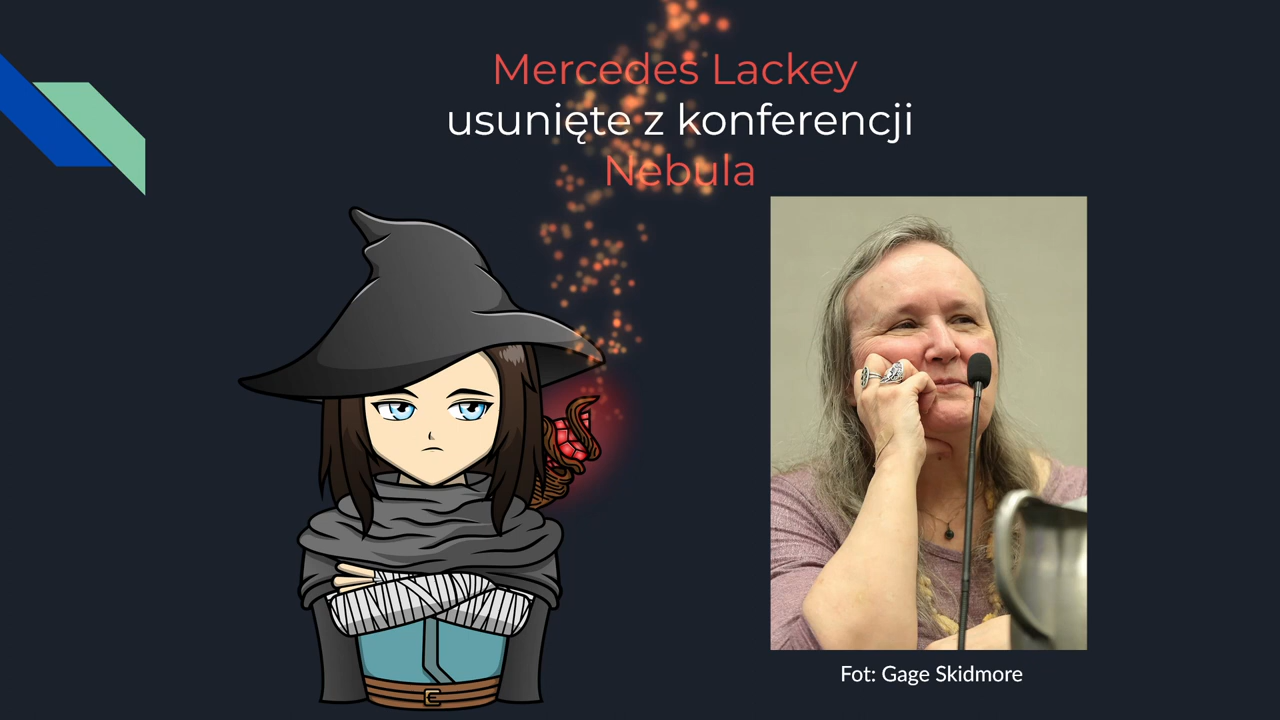 Mercedes Lackey
usunięte z konferencji
Nebula
Fot: Gage Skidmore